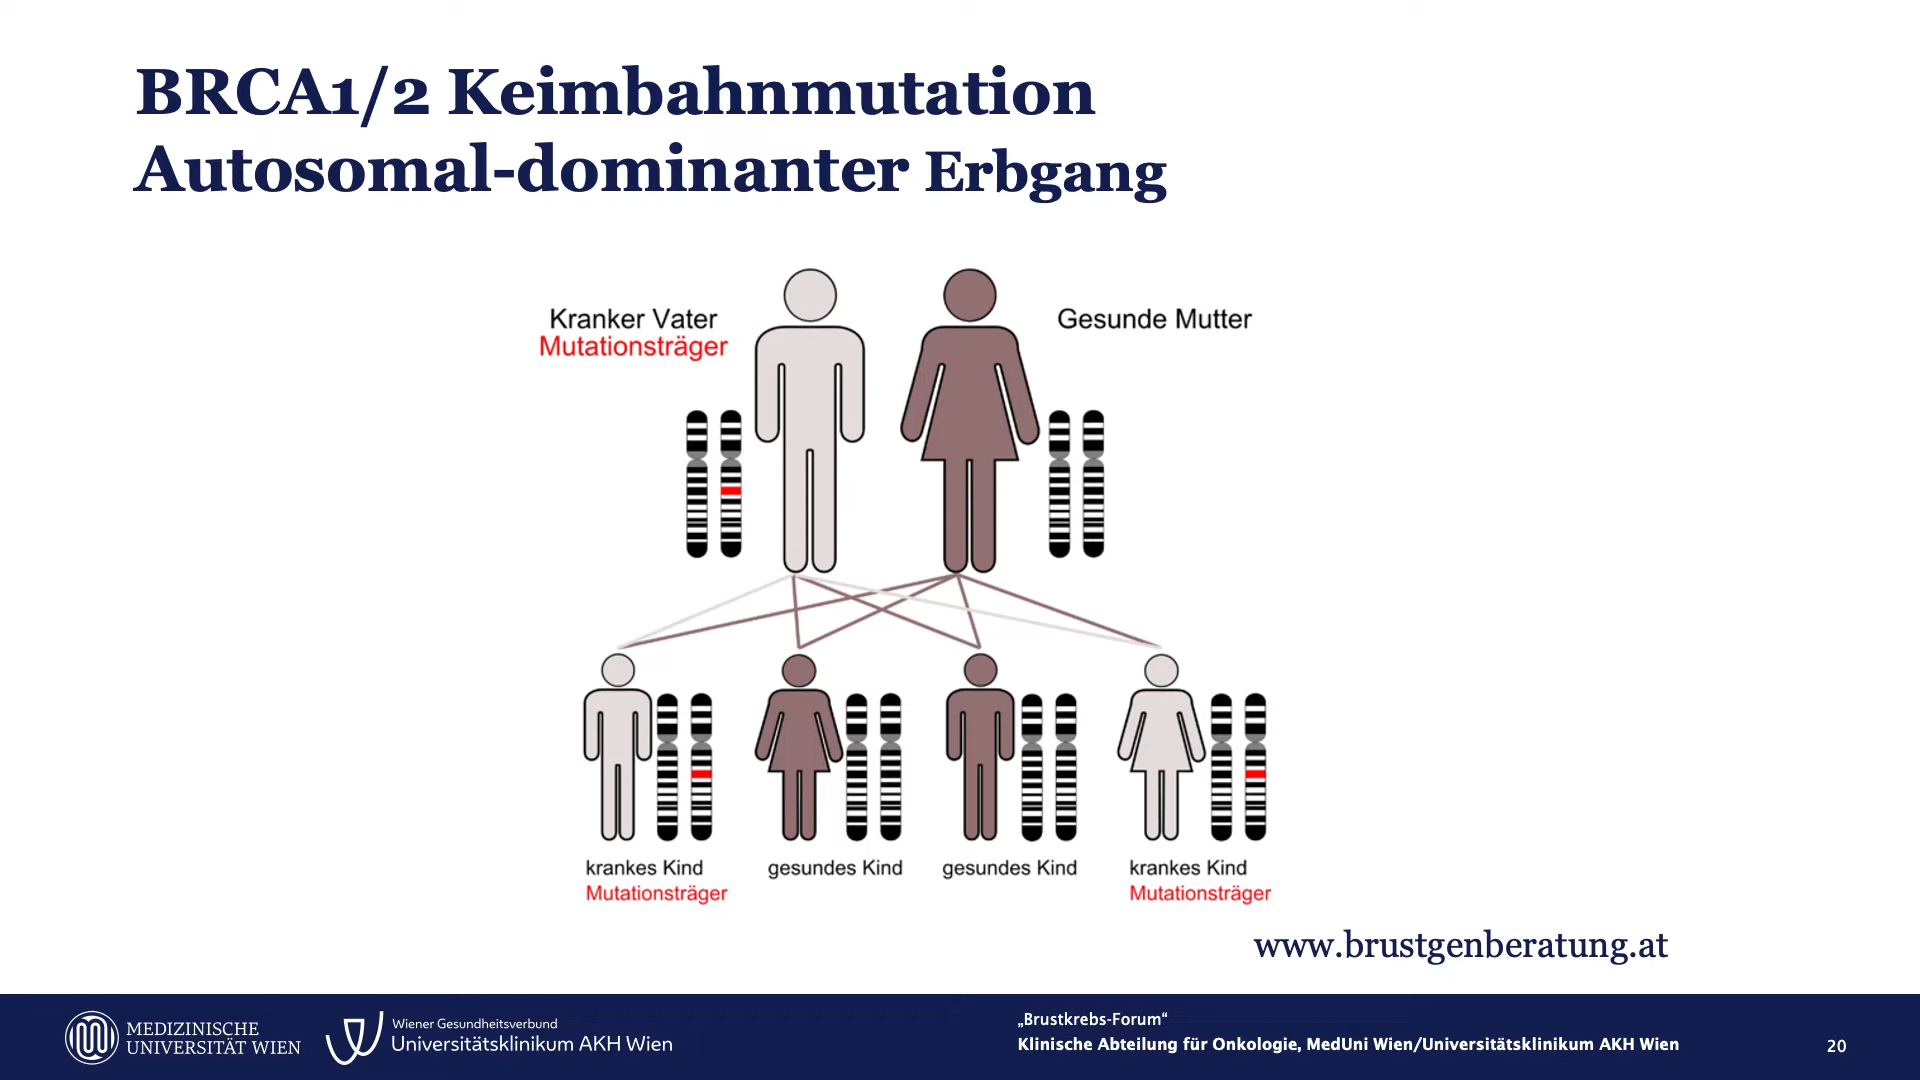 BRCA1/2 Keimbahnmutation
Autosomal-dominanter Erbgang
Kranker Vater
Mutationsträger
Gesunde Mutter
krankes Kind
Mutationsträger
gesundes Kind
gesundes Kind
krankes Kind
Mutationsträger
www.brustgenberatung.at
MEDIZINISCHE
UNIVERSITÄT WIEN
Wiener Gesundheitsverbund
Universitätsklinikum AKH Wien
„Brustkrebs-Forum“
Klinische Abteilung für Onkologie, MedUni Wien/Universitätsklinikum AKH Wien
20